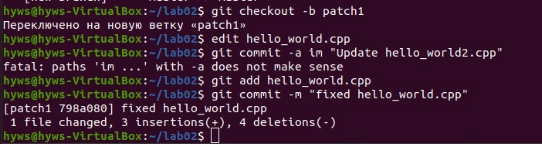 hyws@hyws-VirtualBox:~/lab02$ git checkout -b patch1
Переключено на новую ветку «patch1»
hyws@hyws-VirtualBox:~/lab02$ edit hello_world.cpp
hyws@hyws-VirtualBox:~/lab02$ git commit -a im "Update hello_world2.cpp"
fatal: paths 'im ...' with -a does not make sense
hyws@hyws-VirtualBox:~/lab02$ git add hello_world.cpp
hyws@hyws-VirtualBox:~/lab02$ git commit -m "fixed hello_world.cpp"
[patch1 798a080] fixed hello_world.cpp
1 file changed, 3 insertions(+), 4 deletions(-)
hyws@hyws-VirtualBox:~/lab02$